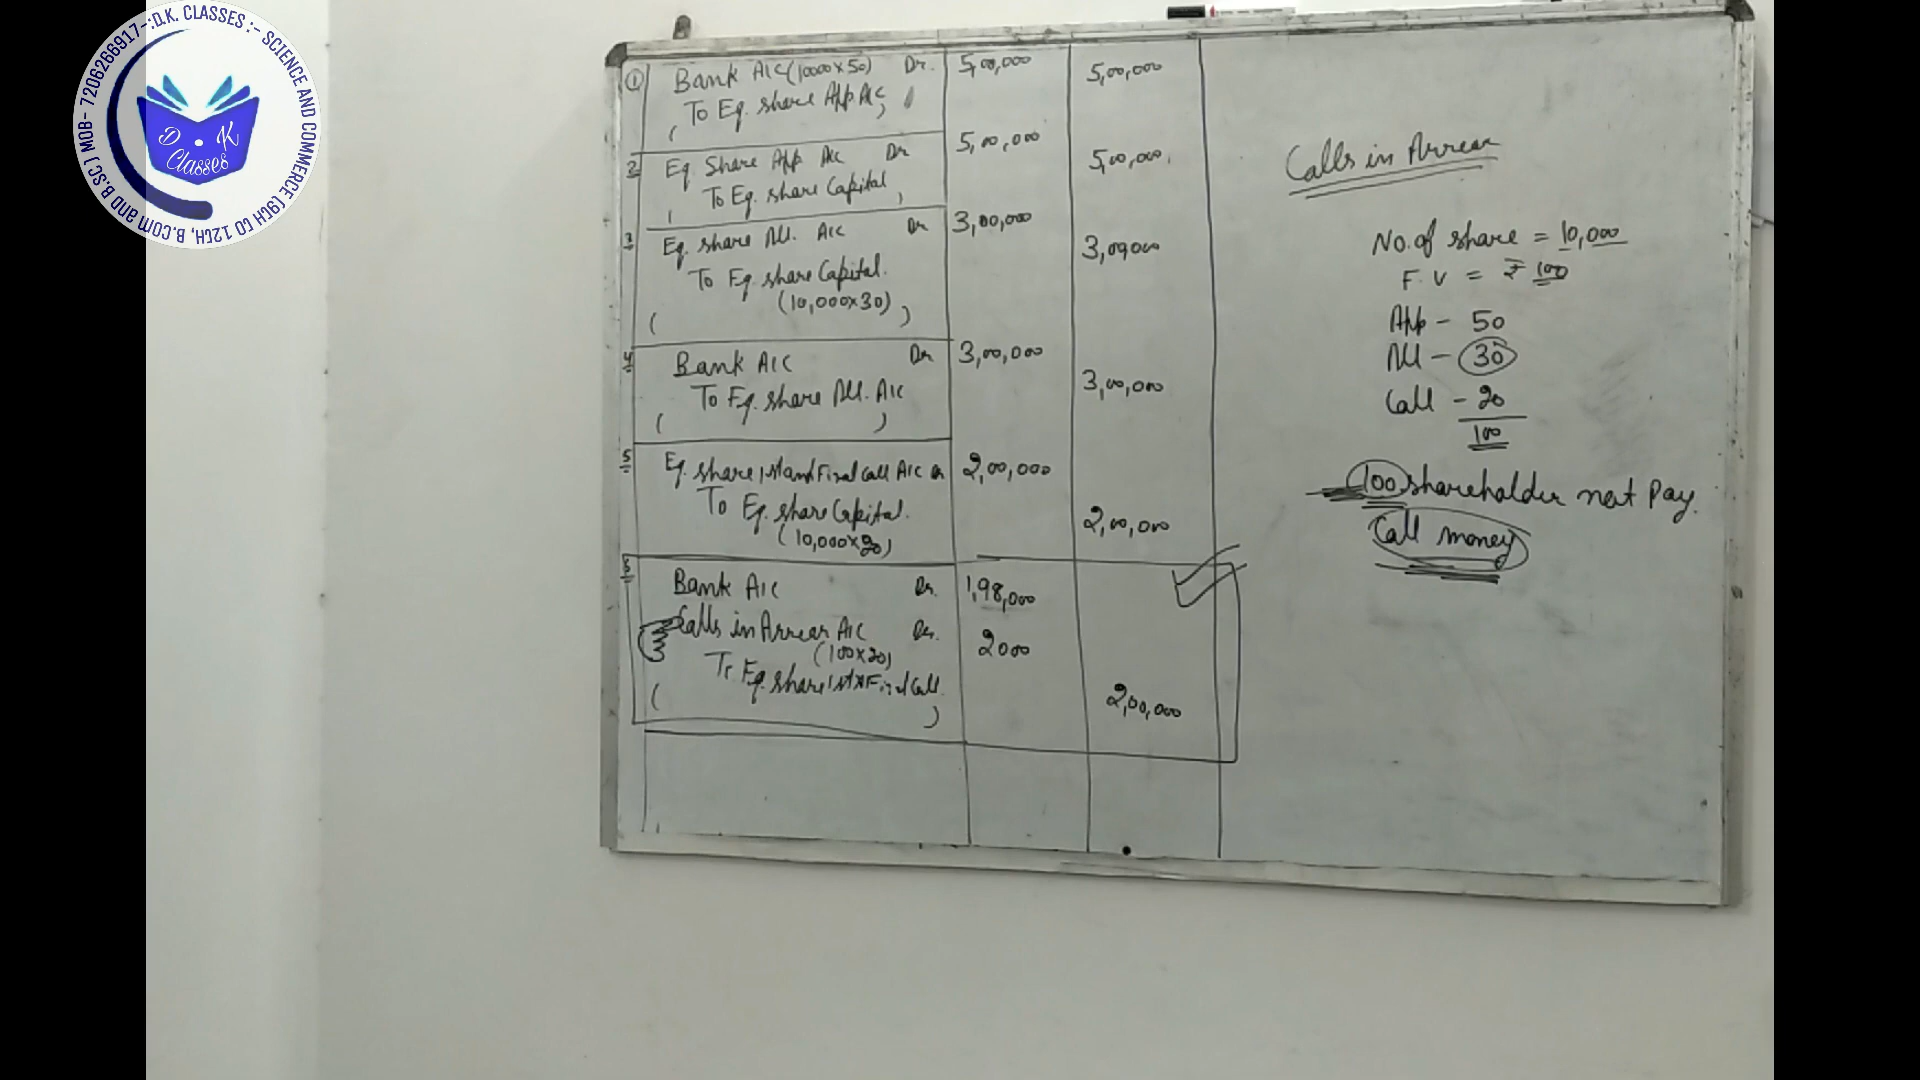 D.K. CLASSES :- SCIENCE AND COMMERCE (9TH to 12TH, B.com and B.SC) MOB- 7206266917-:
D.K
Classes
① Bank A/C (10000×50) Dr. 5,00,000
To Eq. share App A/c 5,00,000
2 Eq Share App A/c Dr 5,00,000
To Eq. share Capital 5,00,000
3 Eq. share All. A/C Dr 3,00,000
To Eq. share Capital. 3,00,000
(10,000×30)
4 Bank A/C Dr 3,00,000
To Eq. share All. A/C 3,00,000
5 Eq. share 1st and Final Call A/C Dr 2,00,000
To Eq. share Capital.
(10,000×20) 2,00,000
6 Bank A/C Dr. 1,98,000
Calls in Arrear A/C Dr. 2000
(100×20)
To Eq. share 1st & Final Call 2,00,000
Calls in Arrear
No. of share = 10,000
F.V = ₹ 100
App - 50
All - 30
Call - 20
100
100 shareholder not Pay.
Call money